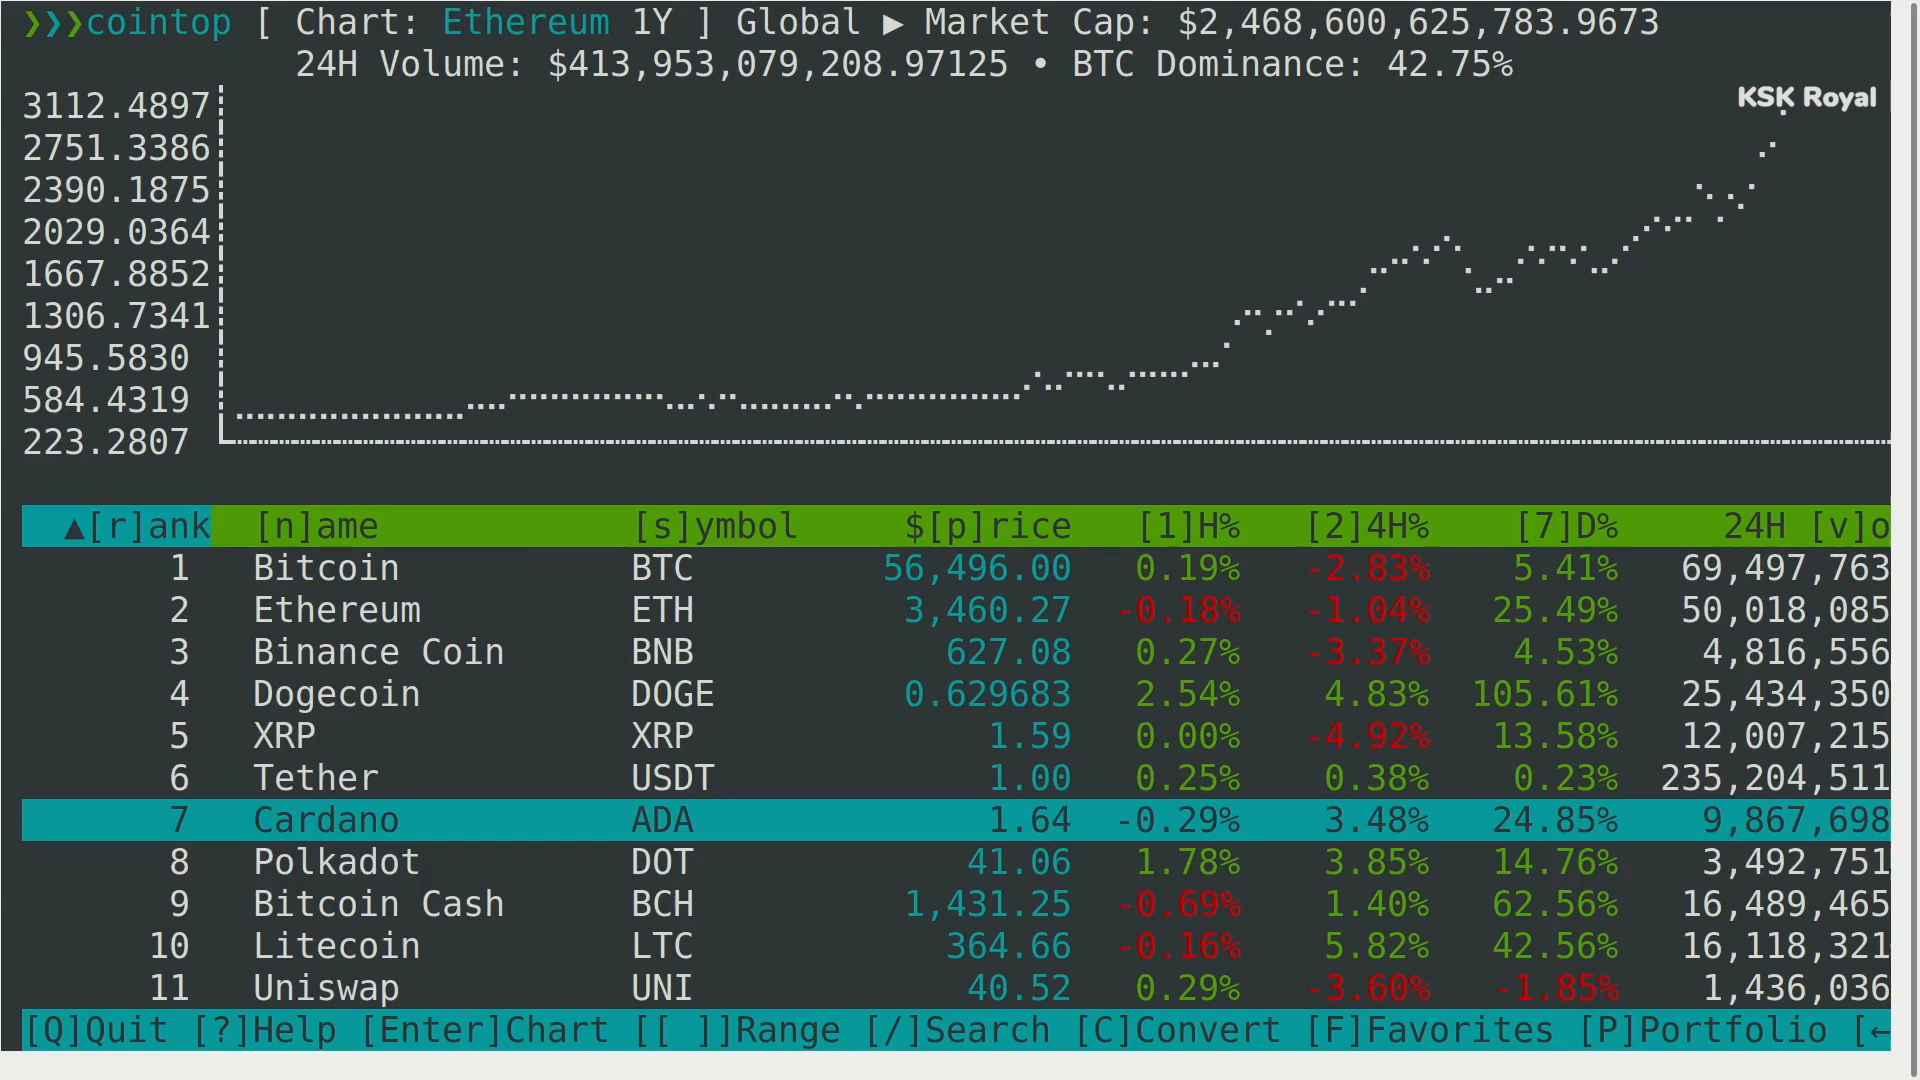 ❯❯❯cointop [ Chart: Ethereum 1Y ] Global ▶ Market Cap: $2,468,600,625,783.9673
24H Volume: $413,953,079,208.97125 • BTC Dominance: 42.75%
KSK Royal
3112.4897
2751.3386
2390.1875
2029.0364
1667.8852
1306.7341
945.5830
584.4319
223.2807
▲[r]ank [n]ame [s]ymbol $[p]rice [1]H% [2]4H% [7]D% 24H [v]o
1 Bitcoin BTC 56,496.00 0.19% -2.83% 5.41% 69,497,763
2 Ethereum ETH 3,460.27 -0.18% -1.04% 25.49% 50,018,085
3 Binance Coin BNB 627.08 0.27% -3.37% 4.53% 4,816,556
4 Dogecoin DOGE 0.629683 2.54% 4.83% 105.61% 25,434,350
5 XRP XRP 1.59 0.00% -4.92% 13.58% 12,007,215
6 Tether USDT 1.00 0.25% 0.38% 0.23% 235,204,511
7 Cardano ADA 1.64 -0.29% 3.48% 24.85% 9,867,698
8 Polkadot DOT 41.06 1.78% 3.85% 14.76% 3,492,751
9 Bitcoin Cash BCH 1,431.25 -0.69% 1.40% 62.56% 16,489,465
10 Litecoin LTC 364.66 -0.16% 5.82% 42.56% 16,118,321
11 Uniswap UNI 40.52 0.29% -3.60% -1.85% 1,436,036
[Q]Quit [?]Help [Enter]Chart [[ ]]Range [/]Search [C]Convert [F]Favorites [P]Portfolio [←